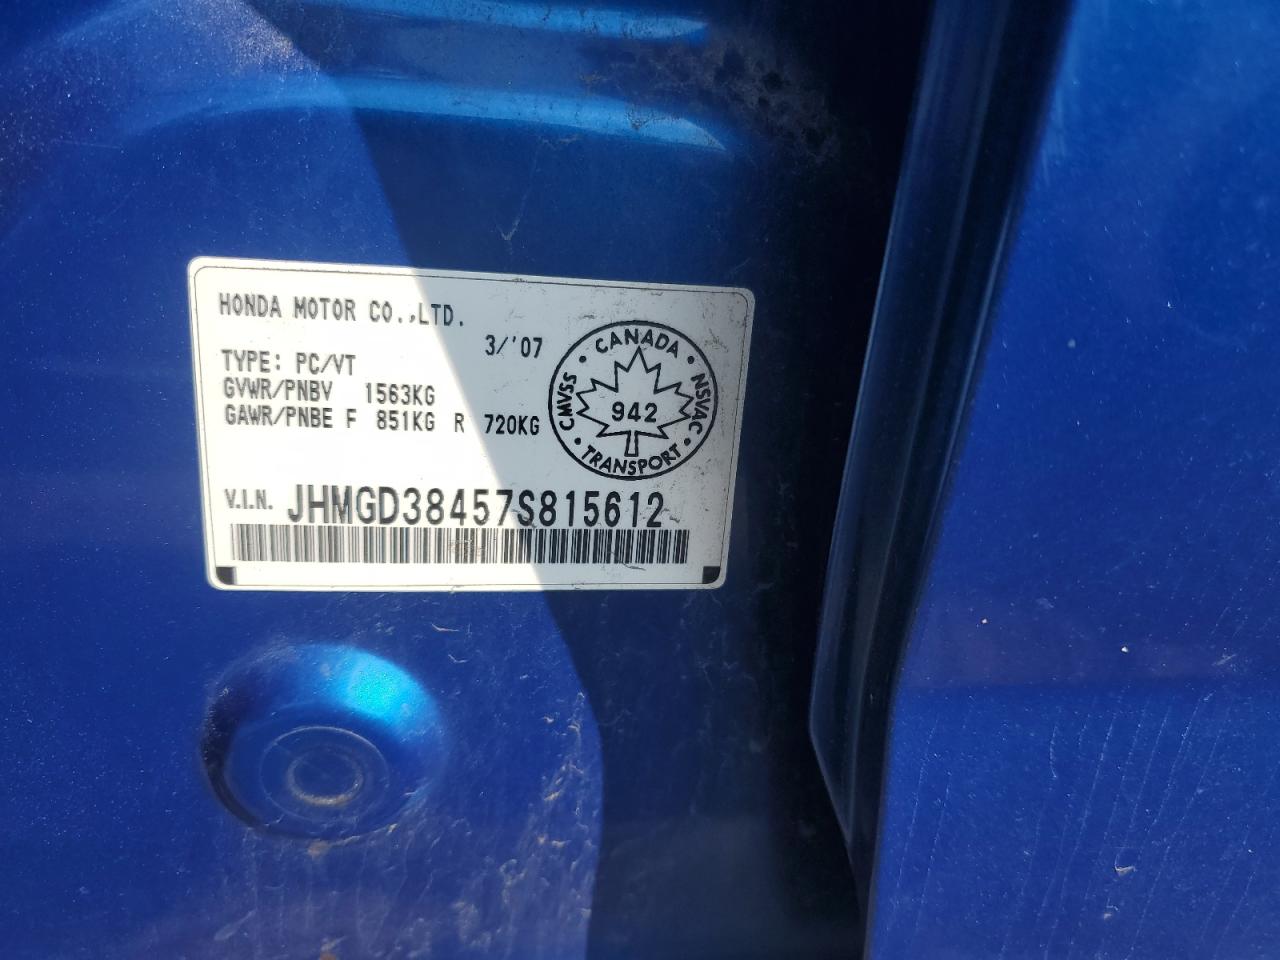 HONDA MOTOR CO.,LTD.
3/'07
TYPE: PC/VT
GVWR/PNBV 1563KG
GAWR/PNBE F 851KG R 720KG
CANADA
CMVSS
942
NSVAC
TRANSPORT
V.I.N. JHMGD38457S815612